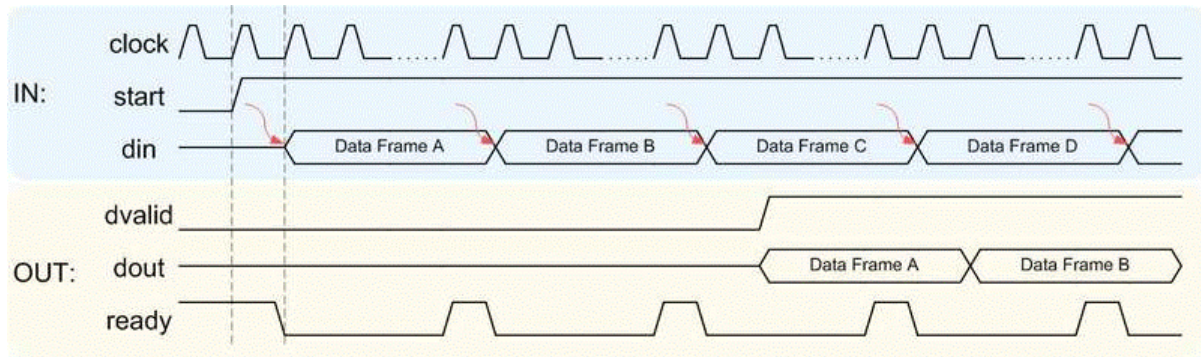 IN:
clock
start
din
Data Frame A Data Frame B Data Frame C Data Frame D
OUT:
dvalid
dout
Data Frame A Data Frame B
ready